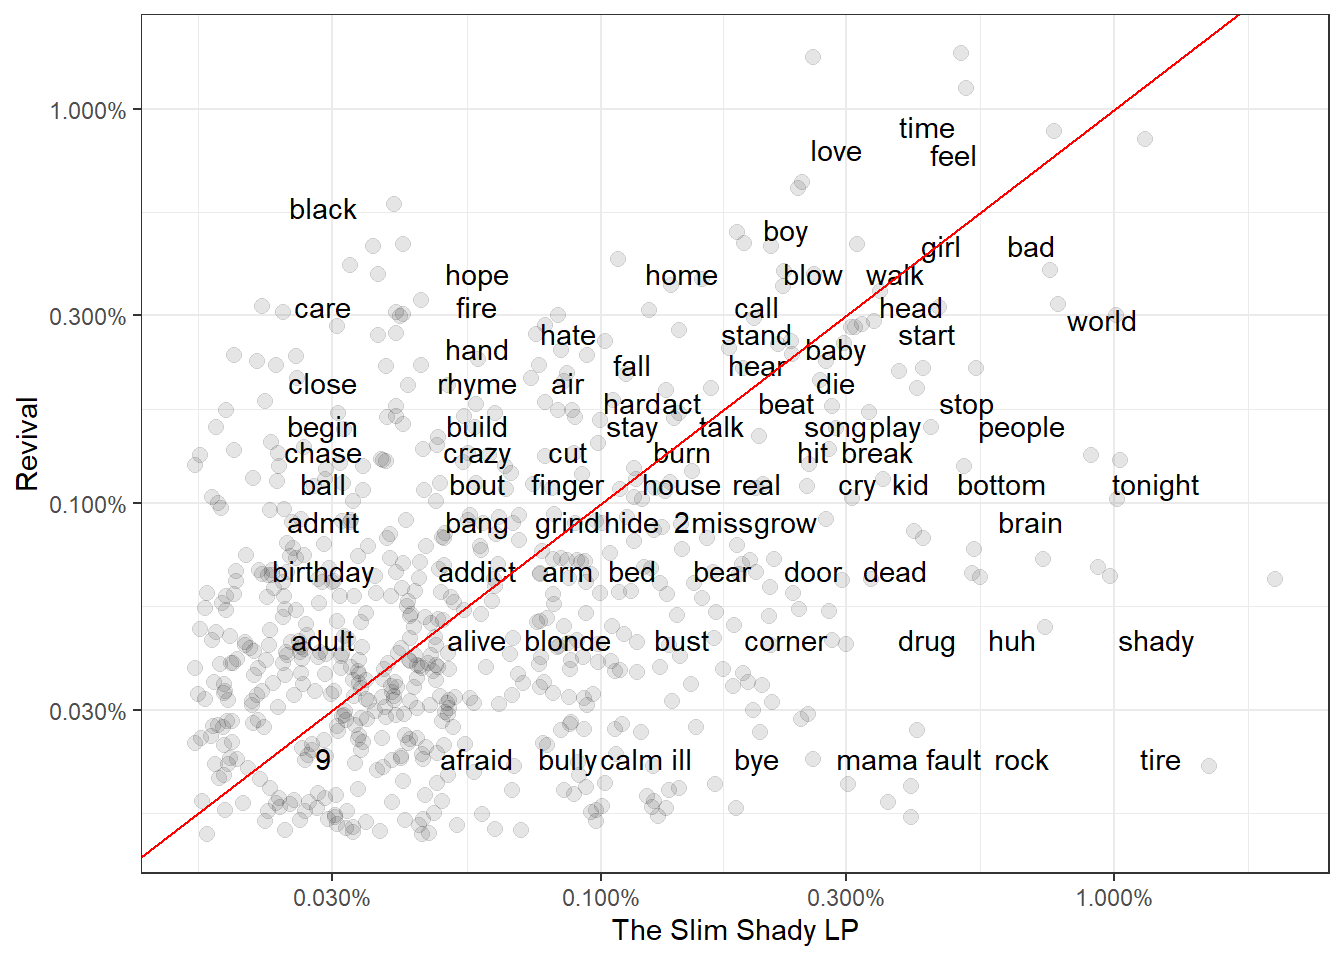 1.000%
time
love
feel
black
boy
girl bad
hope home blow walk
0.300%
care fire call head
world
hate stand start
hand baby
fall hear
close rhyme air die
hard act beat stop
begin build stay talk song play people
chase crazy cut burn hit break
ball bout finger house real cry kid bottom tonight
0.100%
admit bang grind hide 2 miss grow brain
birthday addict arm bed bear door dead
adult alive blonde bust corner drug huh shady
0.030%
9 afraid bully calm ill bye mama fault rock tire
Revival
0.030% 0.100% 0.300% 1.000%
The Slim Shady LP